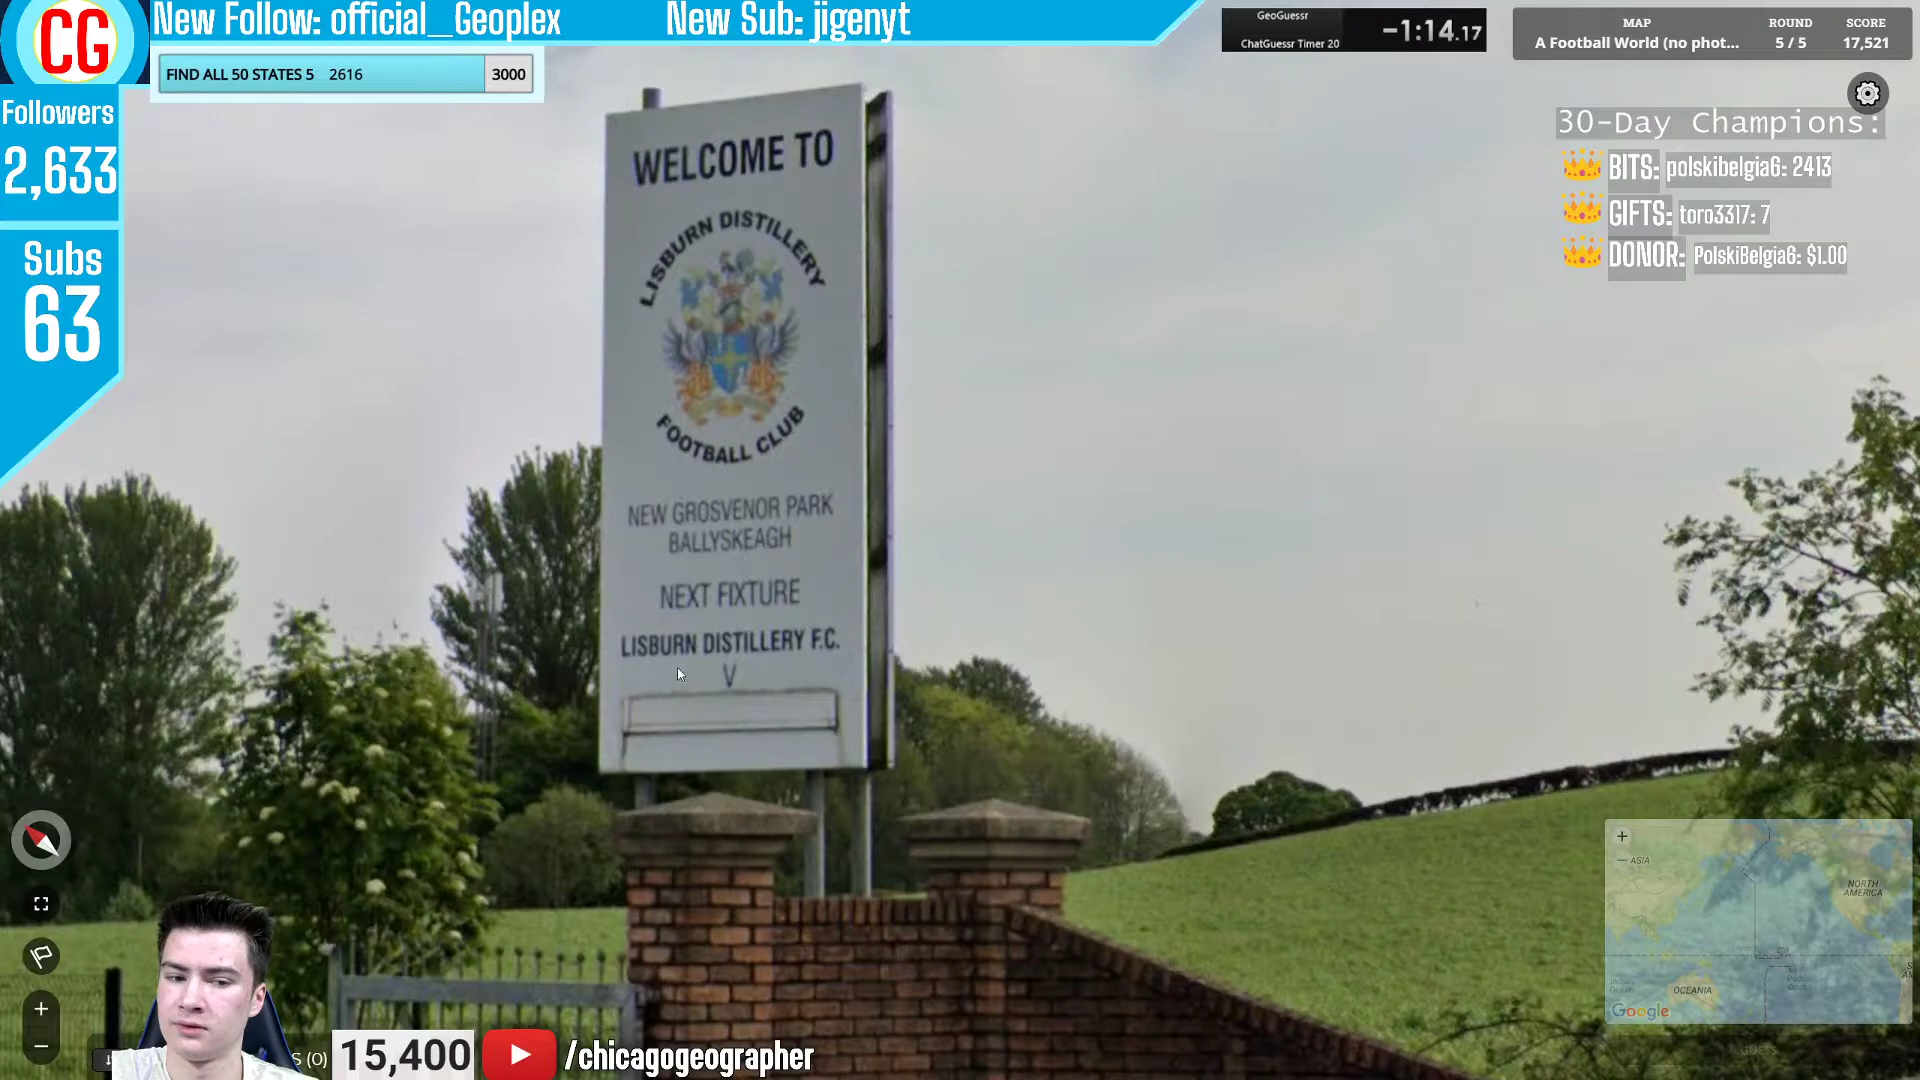 CG
New Follow: official_Geoplex
New Sub: jigenyt
FIND ALL 50 STATES 5 2616
3000
Followers
2,633
Subs
63
GeoGuessr
ChatGuessr Timer 20
−1:14.17
MAP
A Football World (no phot...
ROUND
5 / 5
SCORE
17,521
30-Day Champions:
BITS: polskibelgia6: 2413
GIFTS: toro3317: 7
DONOR: PolskiBelgia6: $1.00
WELCOME TO
LISBURN DISTILLERY
FOOTBALL CLUB
NEW GROSVENOR PARK
BALLYSKEAGH
NEXT FIXTURE
LISBURN DISTILLERY F.C.
V
ASIA
NORTH
AMERICA
OCEANIA
Google
GUESS
S (0)
15,400
/chicagogeographer